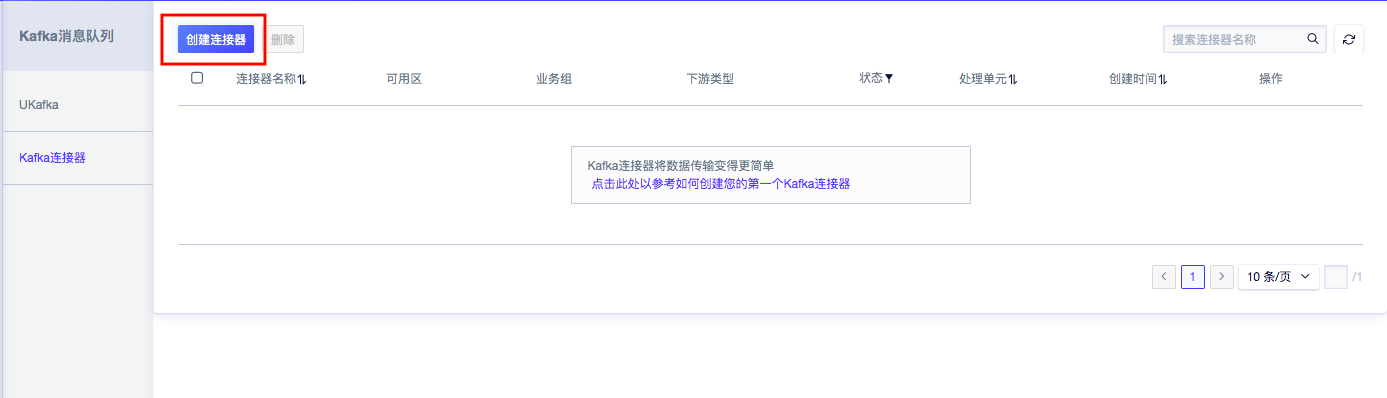 Kafka消息队列
UKafka
Kafka连接器
创建连接器 删除 搜索连接器名称
连接器名称 可用区 业务组 下游类型 状态 处理单元 创建时间 操作
Kafka连接器将数据传输变得更简单
点击此处以参考如何创建您的第一个Kafka连接器
1 10 条/页 /1